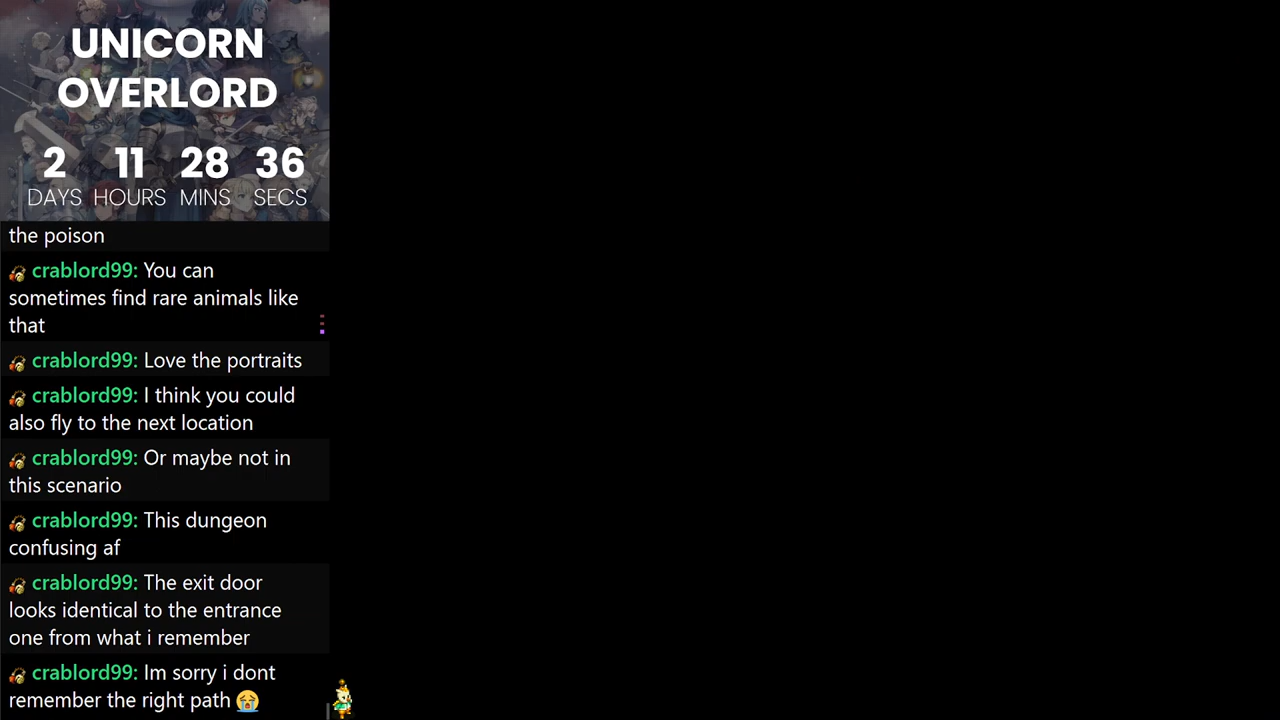 UNICORN
OVERLORD
2 11 28 36
DAYS HOURS MINS SECS
the poison
crablord99: You can
sometimes find rare animals like
that
crablord99: Love the portraits
crablord99: I think you could
also fly to the next location
crablord99: Or maybe not in
this scenario
crablord99: This dungeon
confusing af
crablord99: The exit door
looks identical to the entrance
one from what i remember
crablord99: Im sorry i dont
remember the right path 😭